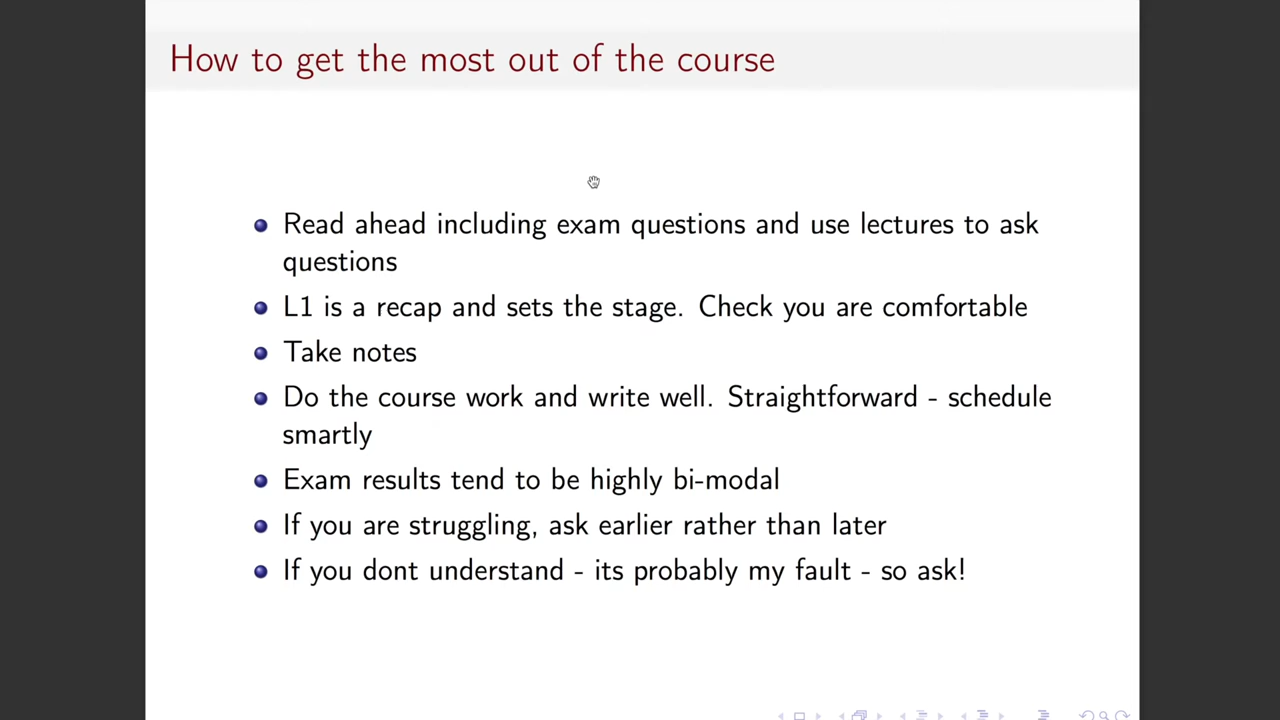 How to get the most out of the course
Read ahead including exam questions and use lectures to ask
questions
L1 is a recap and sets the stage. Check you are comfortable
Take notes
Do the course work and write well. Straightforward - schedule
smartly
Exam results tend to be highly bi-modal
If you are struggling, ask earlier rather than later
If you dont understand - its probably my fault - so ask!